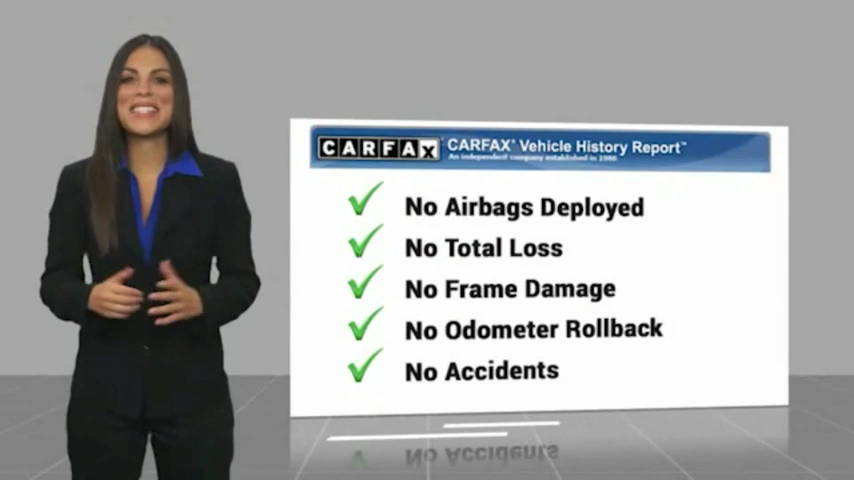 CARFAX CARFAX® Vehicle History Report™
An independent company established in 1986
No Airbags Deployed
No Total Loss
No Frame Damage
No Odometer Rollback
No Accidents
No Accidents